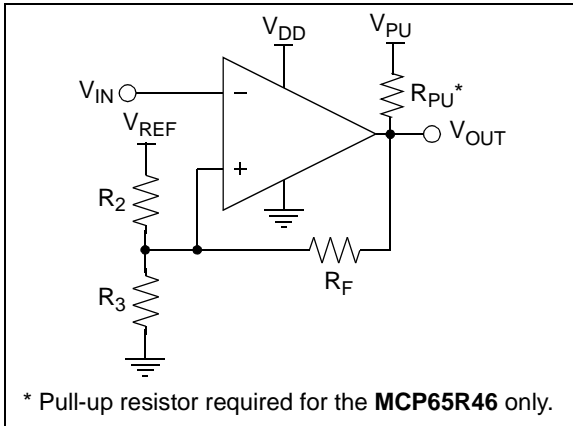 V_DD
V_PU
V_IN
−
R_PU*
V_REF
V_OUT
+
R_2
R_F
R_3
* Pull-up resistor required for the MCP65R46 only.